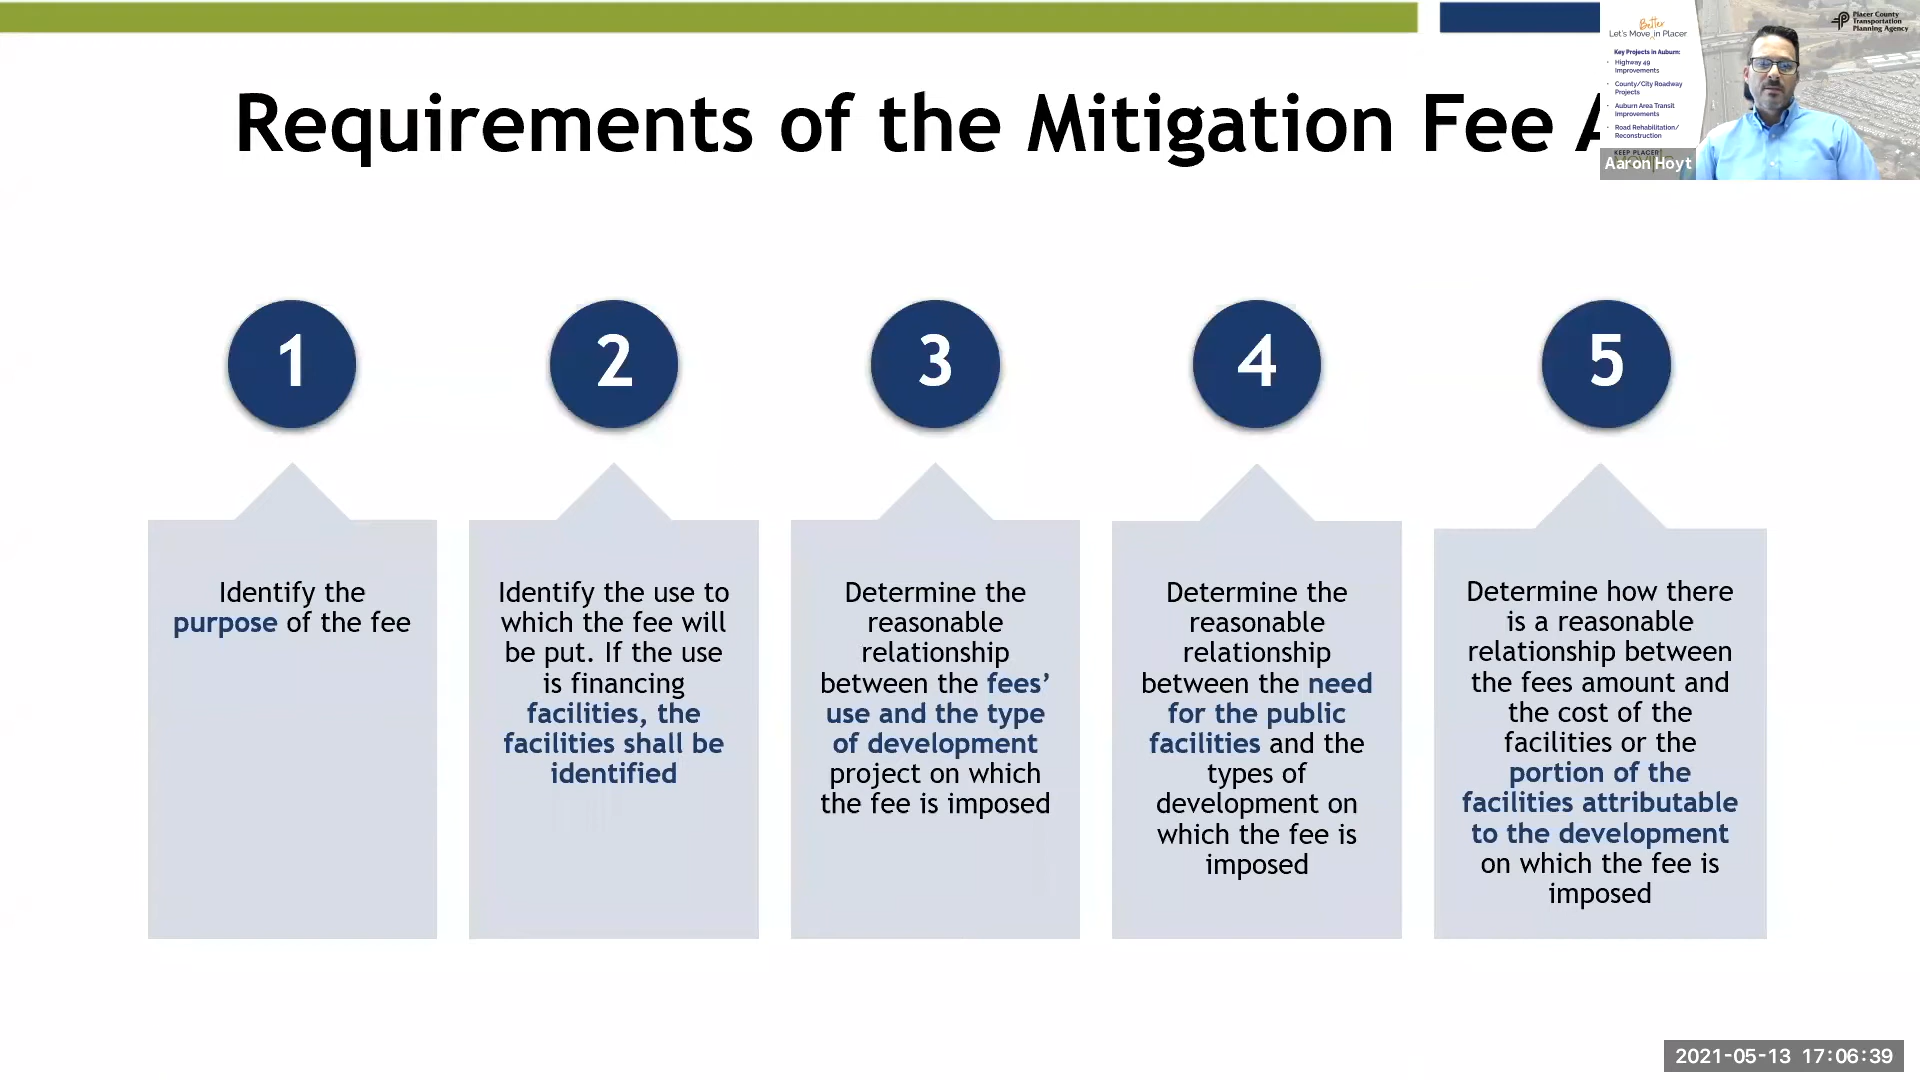 Requirements of the Mitigation Fee A
Better
Let's Move in Placer
Key Projects in Auburn:
· Highway 49
Improvements
· County/City Roadway
Projects
· Auburn Area Transit
Improvements
· Road Rehabilitation/
Reconstruction
KEEP PLACER
Aaron Hoyt
Placer County
Transportation
Planning Agency
1
Identify the
purpose of the fee
2
Identify the use to
which the fee will
be put. If the use
is financing
facilities, the
facilities shall be
identified
3
Determine the
reasonable
relationship
between the fees’
use and the type
of development
project on which
the fee is imposed
4
Determine the
reasonable
relationship
between the need
for the public
facilities and the
types of
development on
which the fee is
imposed
5
Determine how there
is a reasonable
relationship between
the fees amount and
the cost of the
facilities or the
portion of the
facilities attributable
to the development
on which the fee is
imposed
2021-05-13 17:06:39